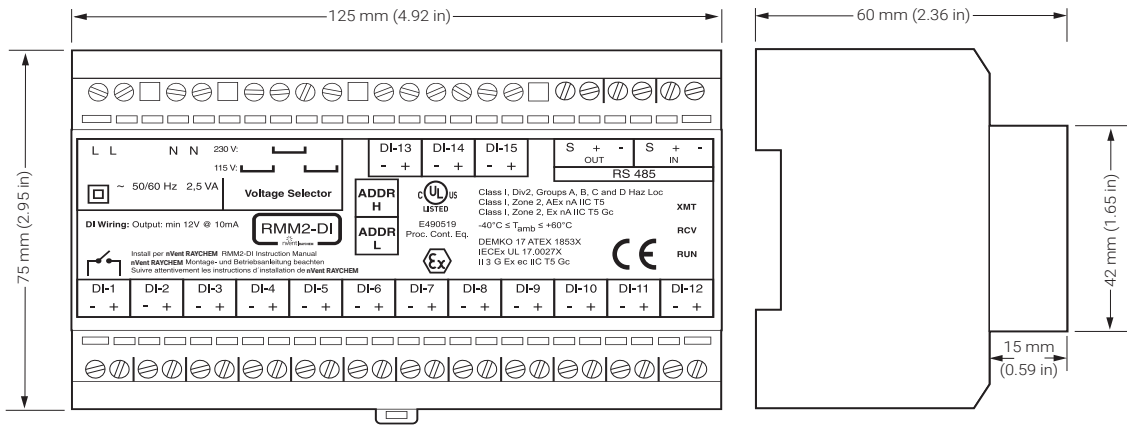 125 mm (4.92 in)
60 mm (2.36 in)
75 mm (2.95 in)
L L N N 230 V:
115 V:
~ 50/60 Hz 2,5 VA
Voltage Selector
DI-13 DI-14 DI-15
- + - + - +
S + - S + -
OUT IN
RS 485
ADDR
H
ADDR
L
C UL US
LISTED
E490519
Proc. Cont. Eq.
Ex
Class I, Div2, Groups A, B, C and D Haz Loc
Class I, Zone 2, AEx nA IIC T5
Class I, Zone 2, Ex nA IIC T5 Gc
-40°C ≤ Tamb ≤ +60°C
DEMKO 17 ATEX 1853X
IECEx UL 17.0027X
II 3 G Ex ec IIC T5 Gc
CE
XMT
RCV
RUN
DI Wiring: Output: min 12V @ 10mA
RMM2-DI
nVent RAYCHEM
Install per nVent RAYCHEM RMM2-DI Instruction Manual
nVent RAYCHEM Montage- und Betriebsanleitung beachten
Suivre attentivement les instructions d'installation de nVent RAYCHEM
DI-1 DI-2 DI-3 DI-4 DI-5 DI-6 DI-7 DI-8 DI-9 DI-10 DI-11 DI-12
- + - + - + - + - + - + - + - + - + - + - + - +
42 mm (1.65 in)
15 mm
(0.59 in)